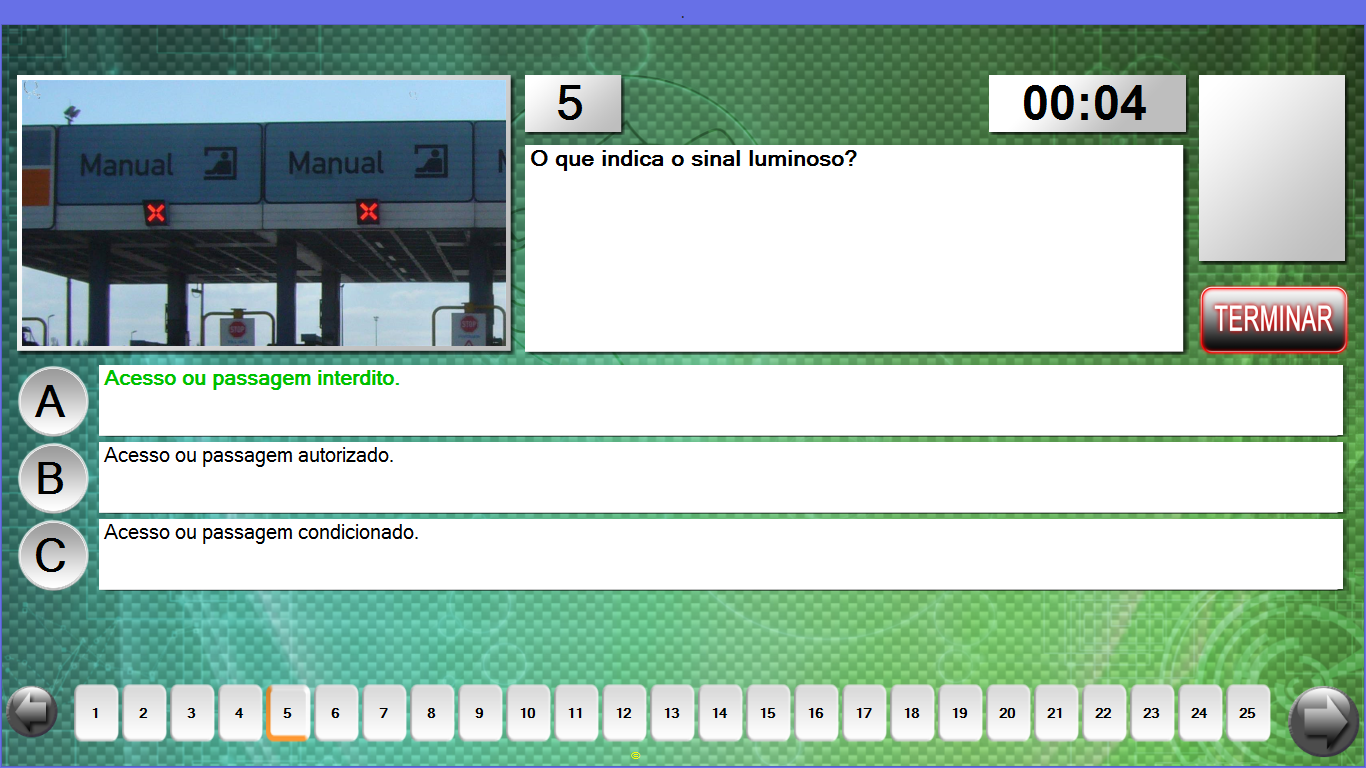 Manual
Manual
STOP
STOP
5
00:04
O que indica o sinal luminoso?
TERMINAR
A
Acesso ou passagem interdito.
B
Acesso ou passagem autorizado.
C
Acesso ou passagem condicionado.
1 2 3 4 5 6 7 8 9 10 11 12 13 14 15 16 17 18 19 20 21 22 23 24 25